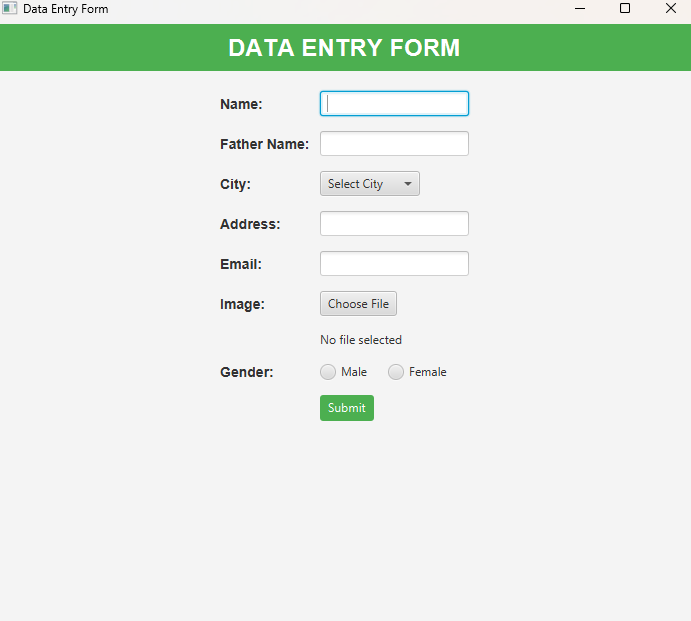 Data Entry Form
DATA ENTRY FORM
Name:
Father Name:
City: Select City
Address:
Email:
Image: Choose File
No file selected
Gender: Male Female
Submit